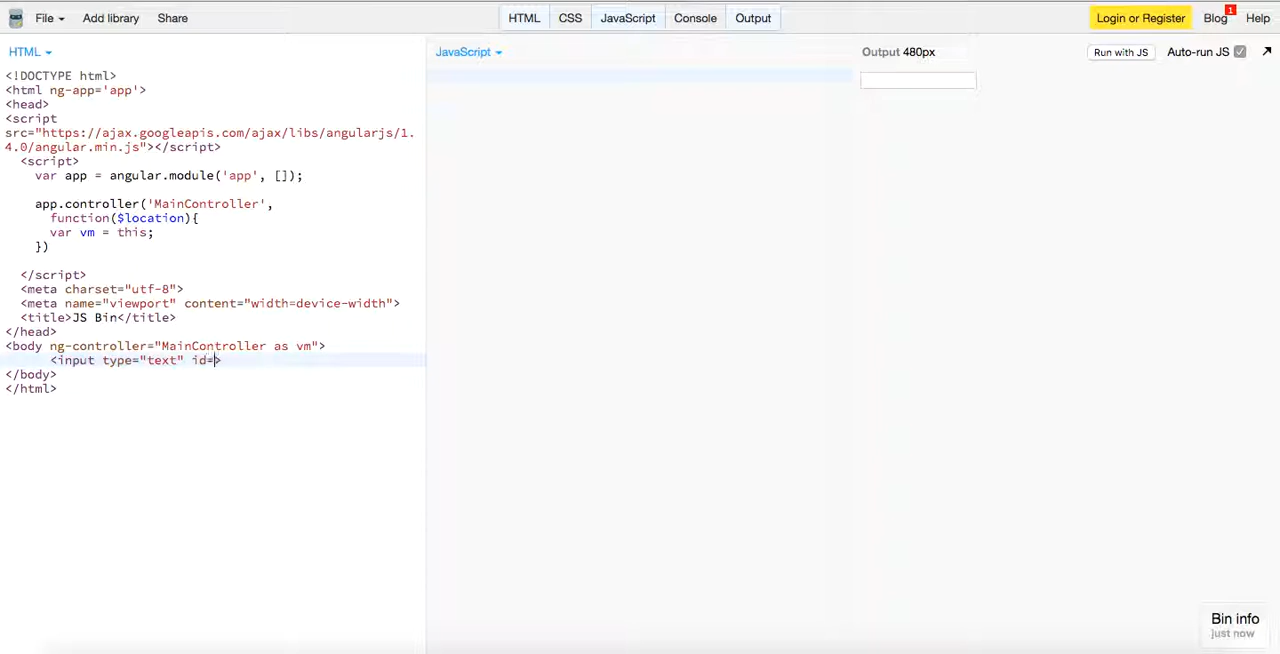 File Add library Share HTML CSS JavaScript Console Output Login or Register Blog 1 Help
HTML
JavaScript
Output 480px
Run with JS
Auto-run JS
<!DOCTYPE html>
<html ng-app='app'>
<head>
<script
src="https://ajax.googleapis.com/ajax/libs/angularjs/1.
4.0/angular.min.js"></script>
<script>
var app = angular.module('app', []);
app.controller('MainController',
function($location){
var vm = this;
})
</script>
<meta charset="utf-8">
<meta name="viewport" content="width=device-width">
<title>JS Bin</title>
</head>
<body ng-controller="MainController as vm">
<input type="text" id=>
</body>
</html>
Bin info
just now